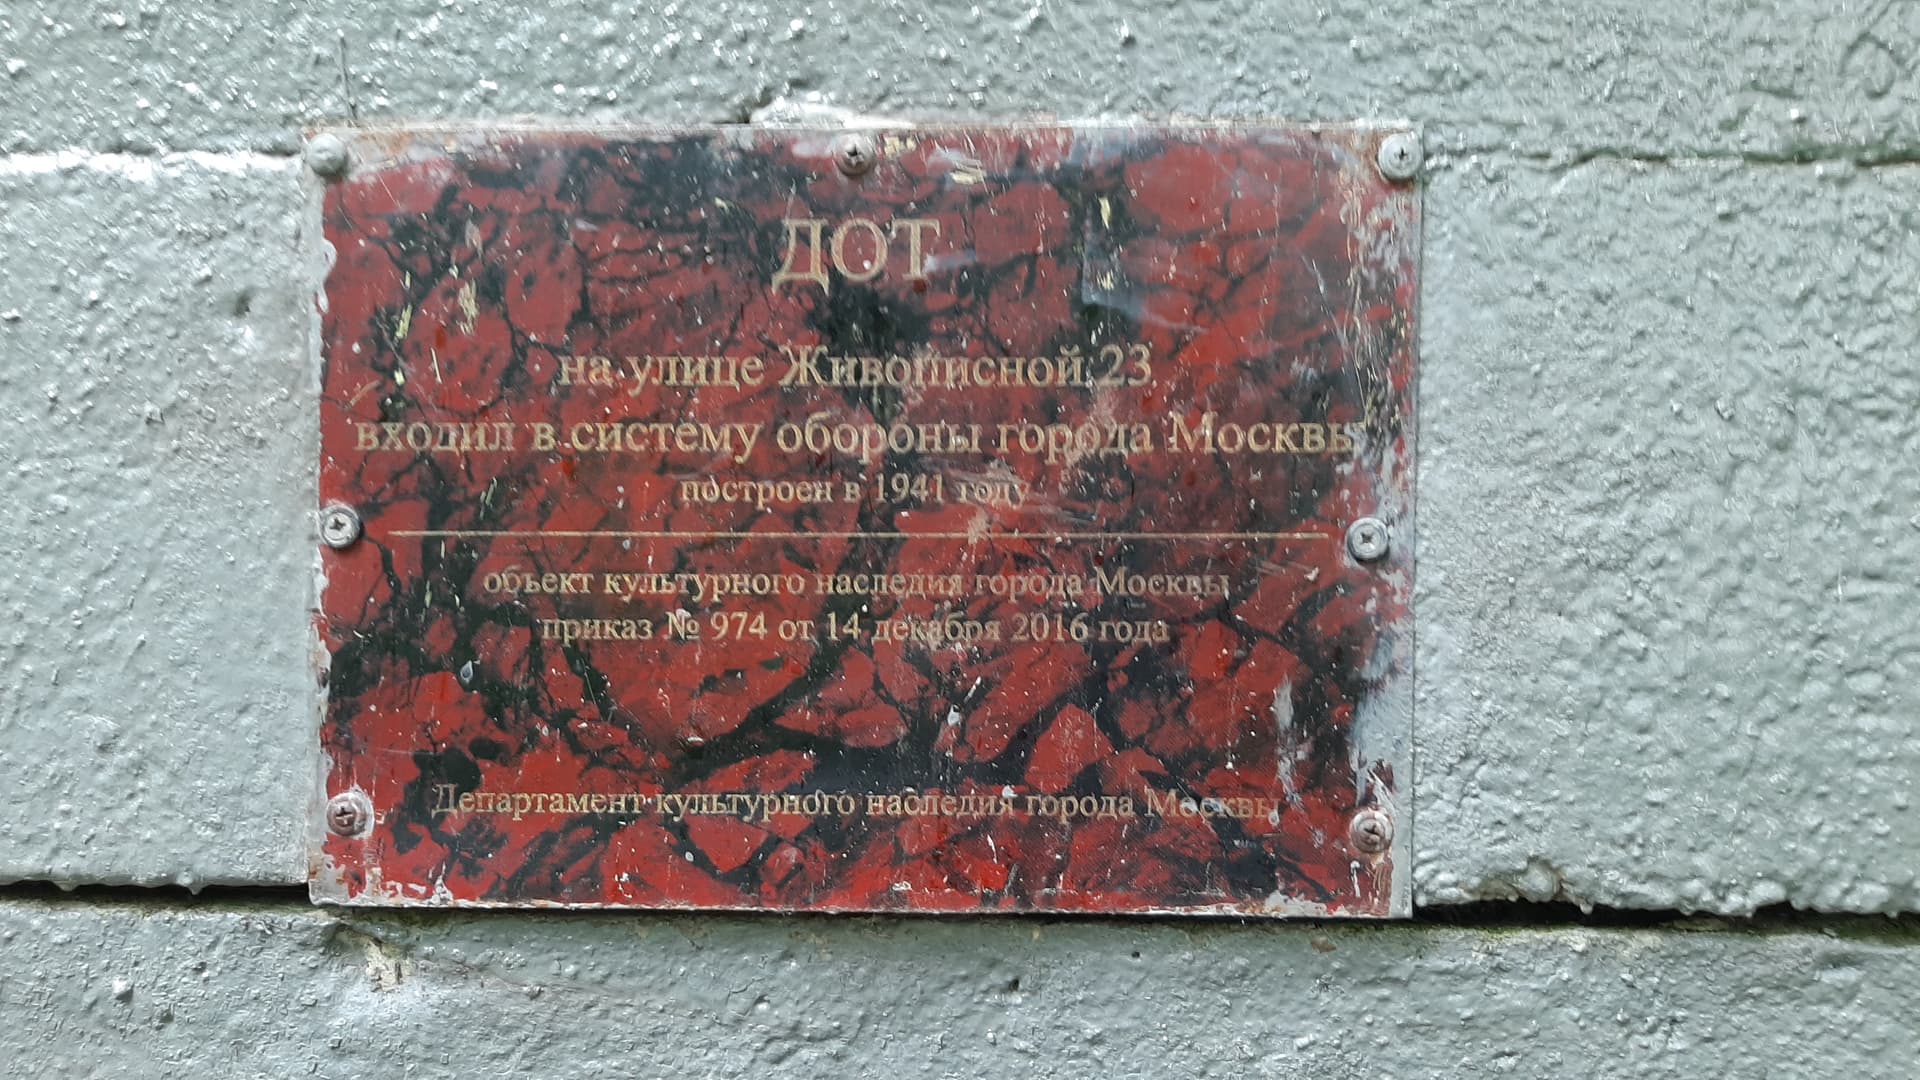 ДОТ
на улице Живописной 23
входил в систему обороны города Москвы
построен в 1941 году
объект культурного наследия города Москвы
приказ № 974 от 14 декабря 2016 года
Департамент культурного наследия города Москвы